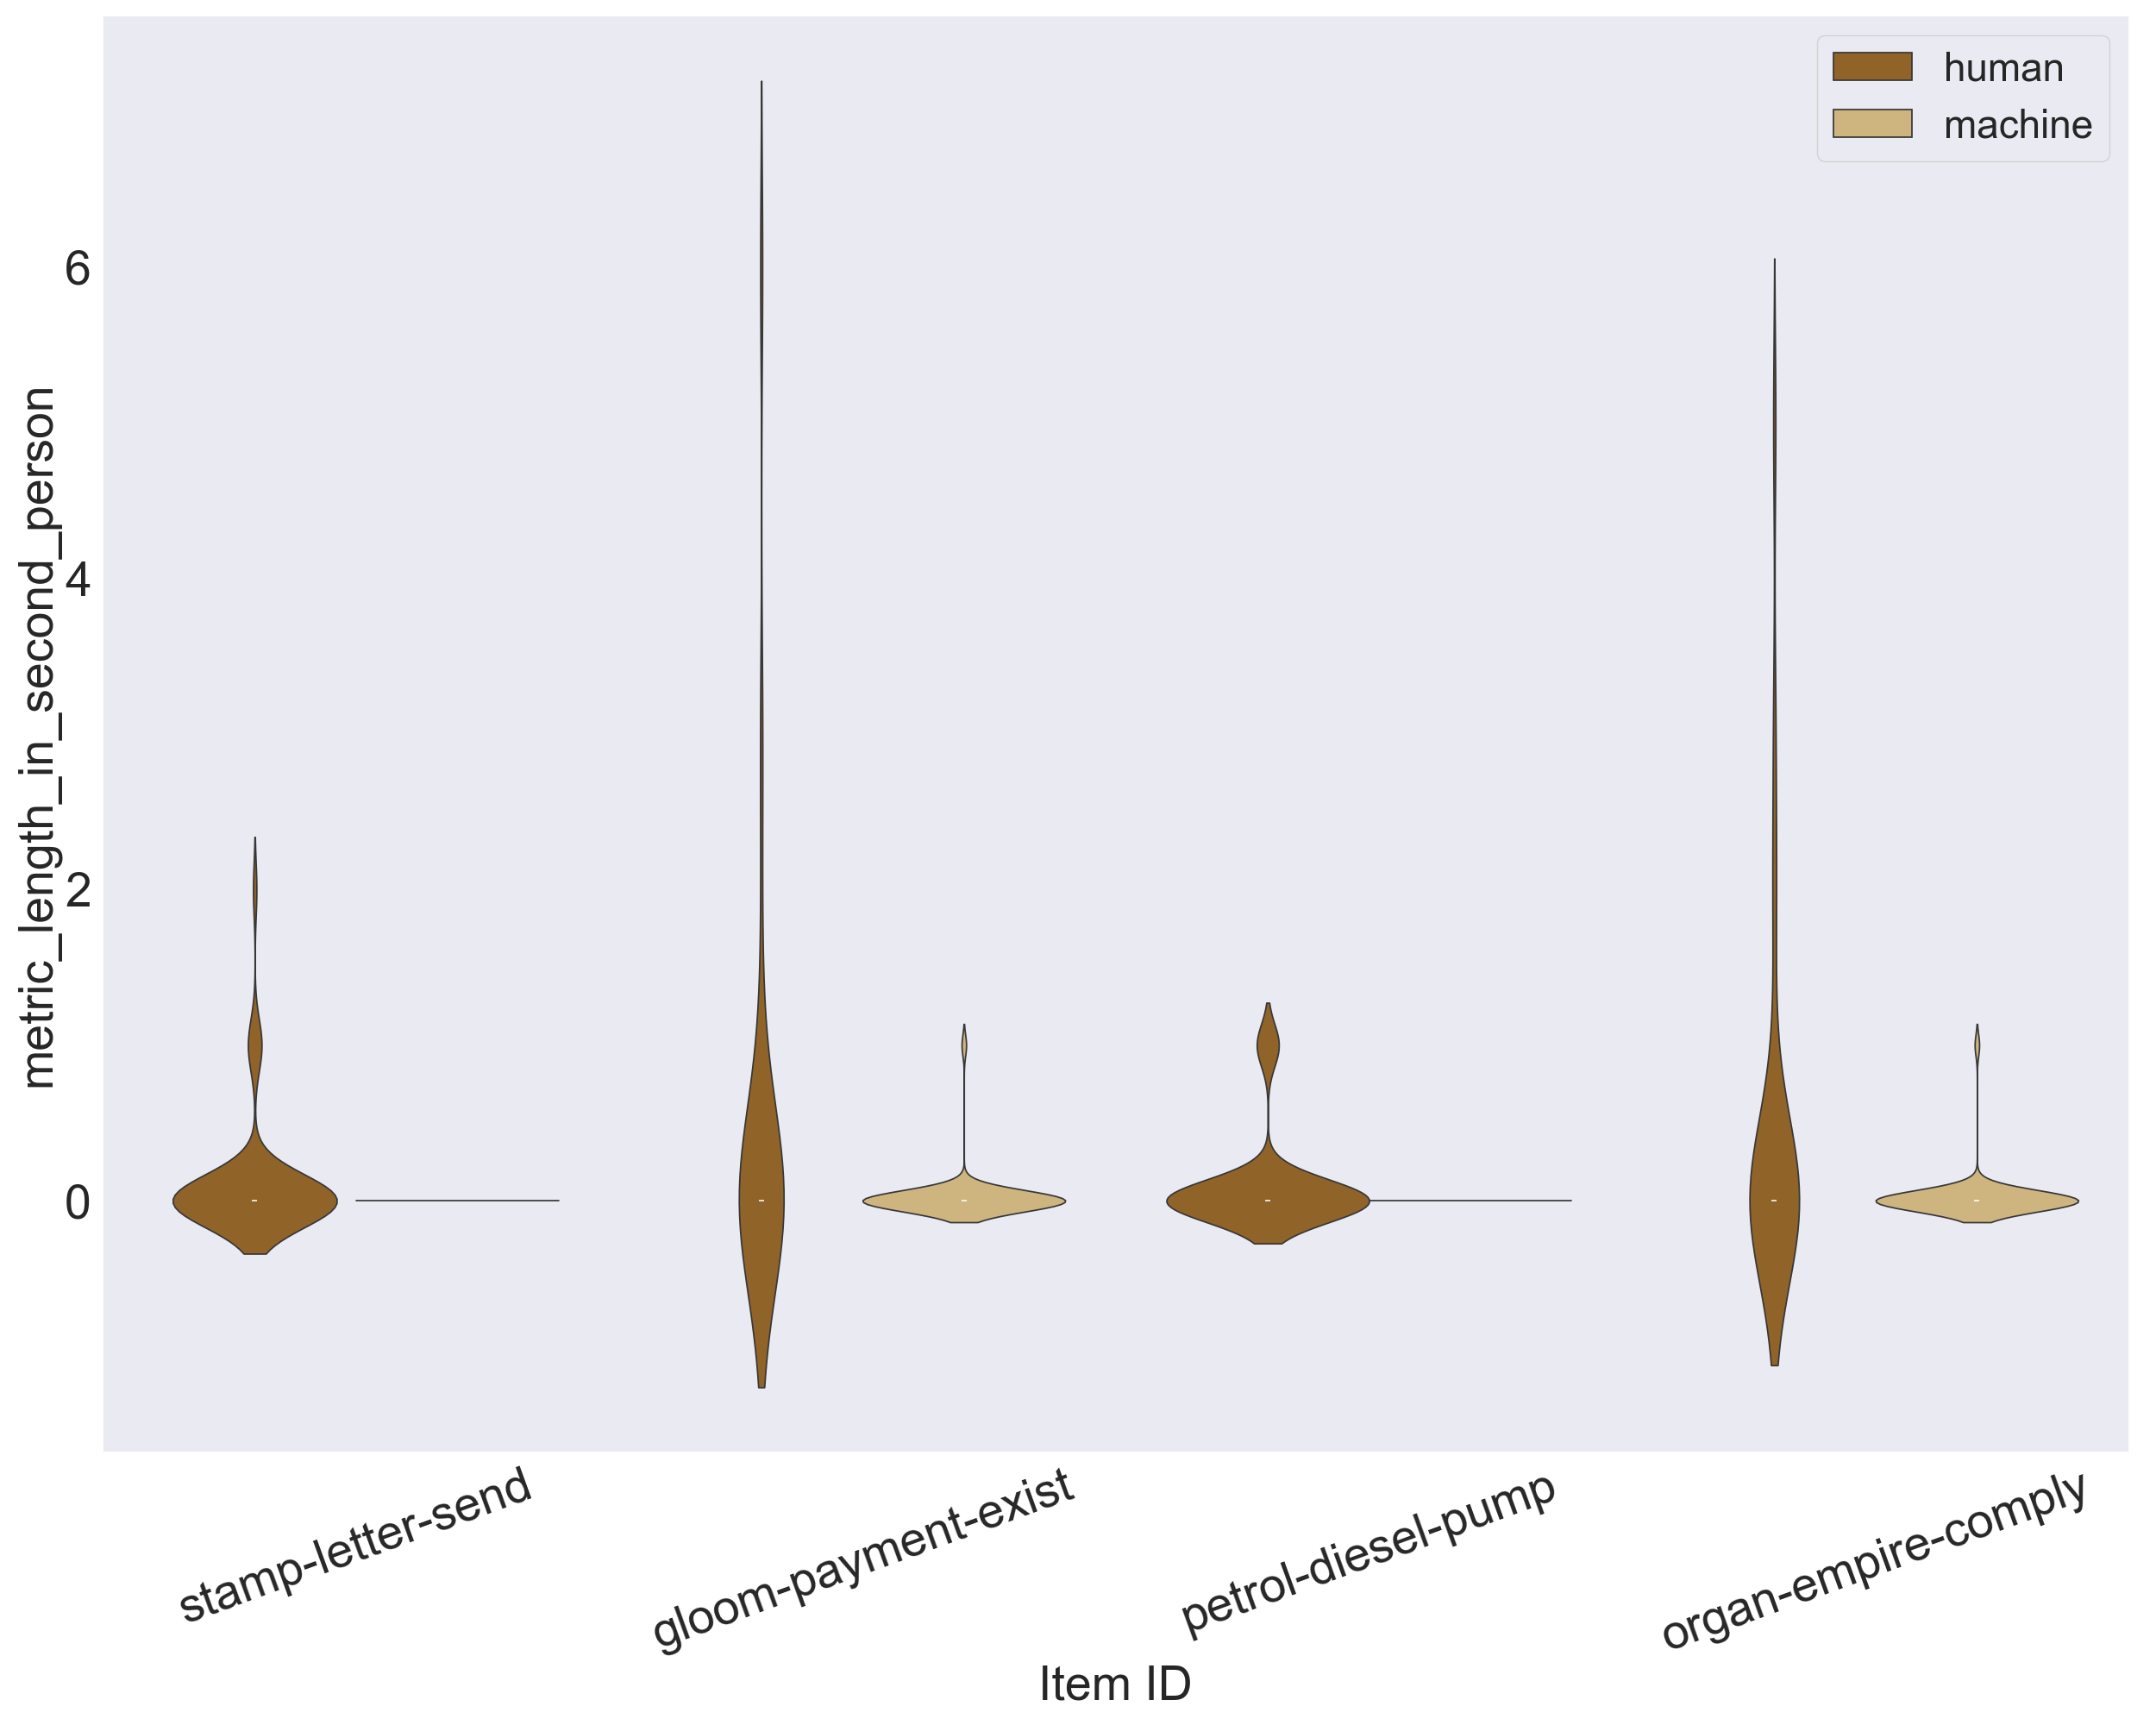 human
machine
metric_length_in_second_person
6
4
2
0
stamp-letter-send
gloom-payment-exist
petrol-diesel-pump
organ-empire-comply
Item ID